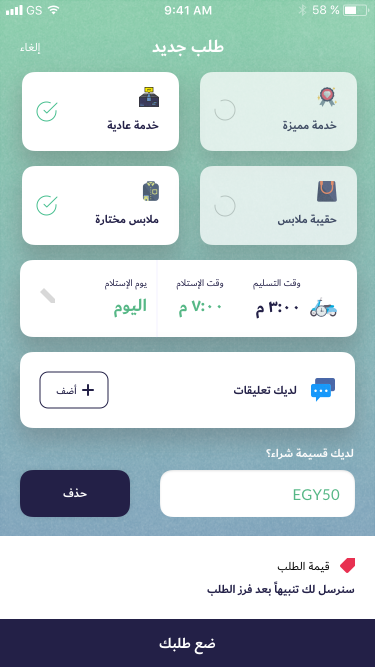 GS 9:41 AM 58 %
طلب جديد
إلغاء
خدمة مميزة
خدمة عادية
حقيبة ملابس
ملابس مختارة
وقت التسليم
٣:٠٠ م
وقت الإستلام
٧:٠٠ م
يوم الإستلام
اليوم
لديك تعليقات
أضف
لديك قسيمة شراء؟
EGY50
حذف
قيمة الطلب
سنرسل لك تنبيهاً بعد فرز الطلب
ضع طلبك